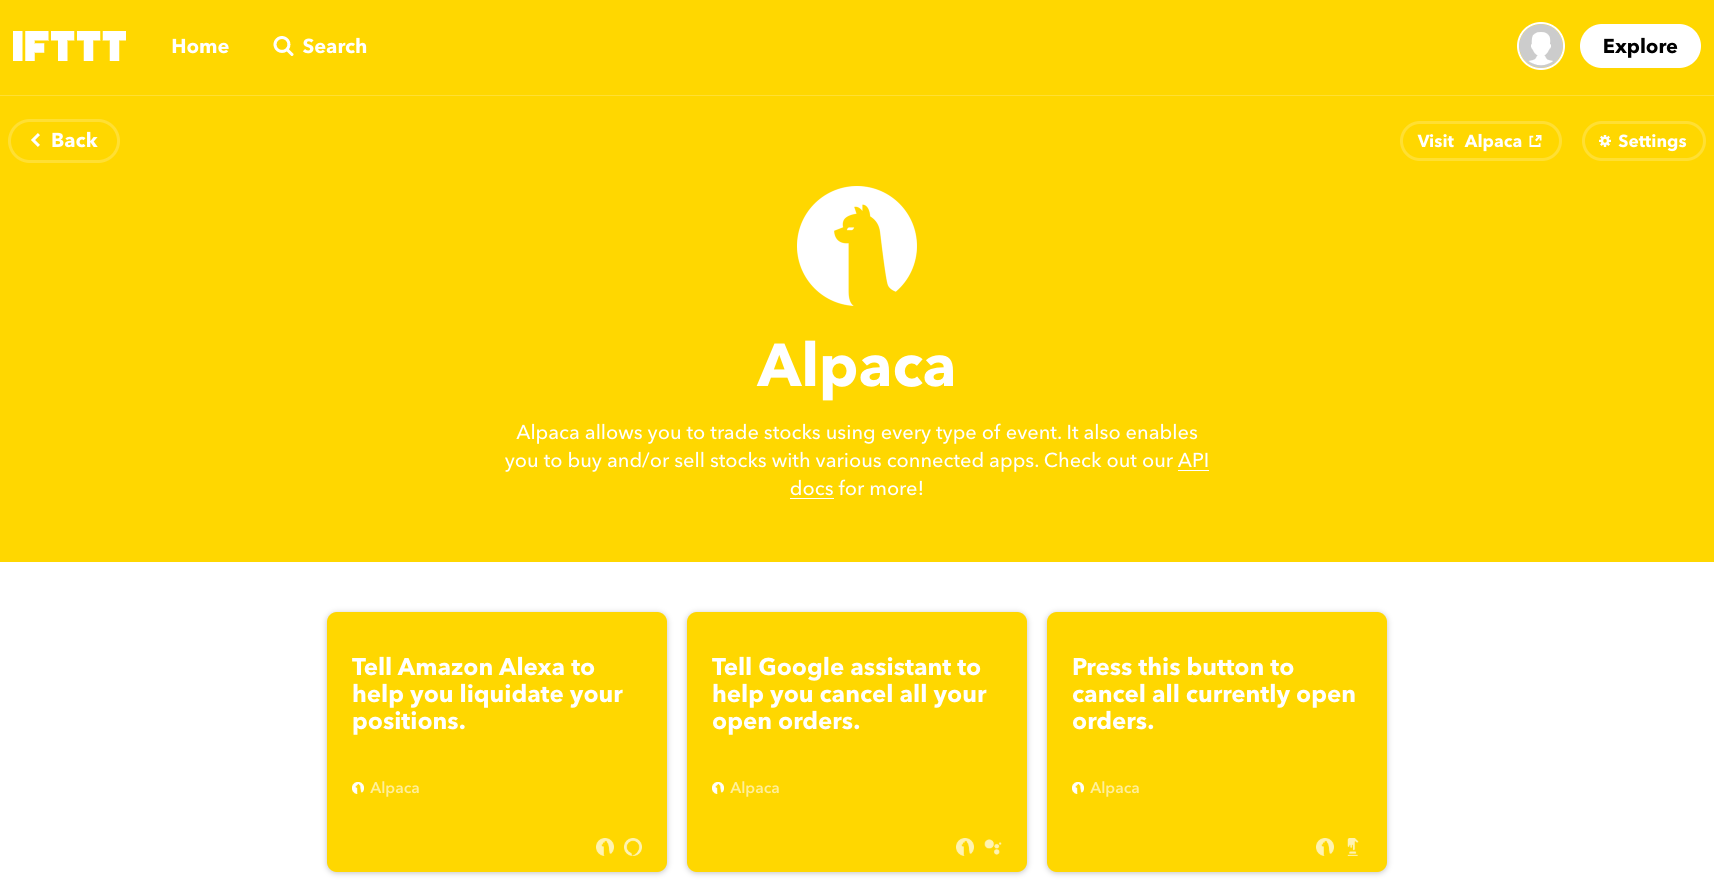 IFTTT Home Search Explore
Back Visit Alpaca Settings
Alpaca
Alpaca allows you to trade stocks using every type of event. It also enables
you to buy and/or sell stocks with various connected apps. Check out our API
docs for more!
Tell Amazon Alexa to
help you liquidate your
positions.
Alpaca
Tell Google assistant to
help you cancel all your
open orders.
Alpaca
Press this button to
cancel all currently open
orders.
Alpaca